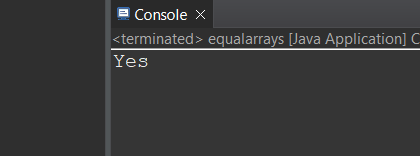 Console
<terminated> equalarrays [Java Application] C
Yes